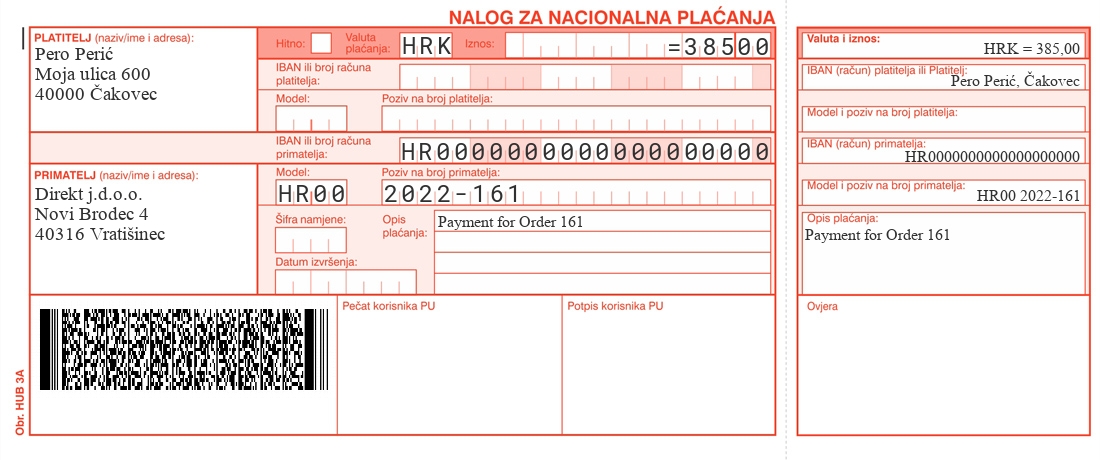 NALOG ZA NACIONALNA PLAĆANJA
PLATITELJ (naziv/ime i adresa):
Pero Perić
Moja ulica 600
40000 Čakovec
Hitno:
Valuta plaćanja:
HRK
Iznos:
=38500
IBAN ili broj računa platitelja:
Model:
Poziv na broj platitelja:
IBAN ili broj računa primatelja:
HR0000000000000000000
PRIMATELJ (naziv/ime i adresa):
Direkt j.d.o.o.
Novi Brodec 4
40316 Vratišinec
Model:
HR00
Poziv na broj primatelja:
2022-161
Šifra namjene:
Opis plaćanja:
Payment for Order 161
Datum izvršenja:
Pečat korisnika PU
Potpis korisnika PU
Obr. HUB 3A
Valuta i iznos:
HRK = 385,00
IBAN (račun) platitelja ili Platitelj:
Pero Perić, Čakovec
Model i poziv na broj platitelja:
IBAN (račun) primatelja:
HR0000000000000000000
Model i poziv na broj primatelja:
HR00 2022-161
Opis plaćanja:
Payment for Order 161
Ovjera